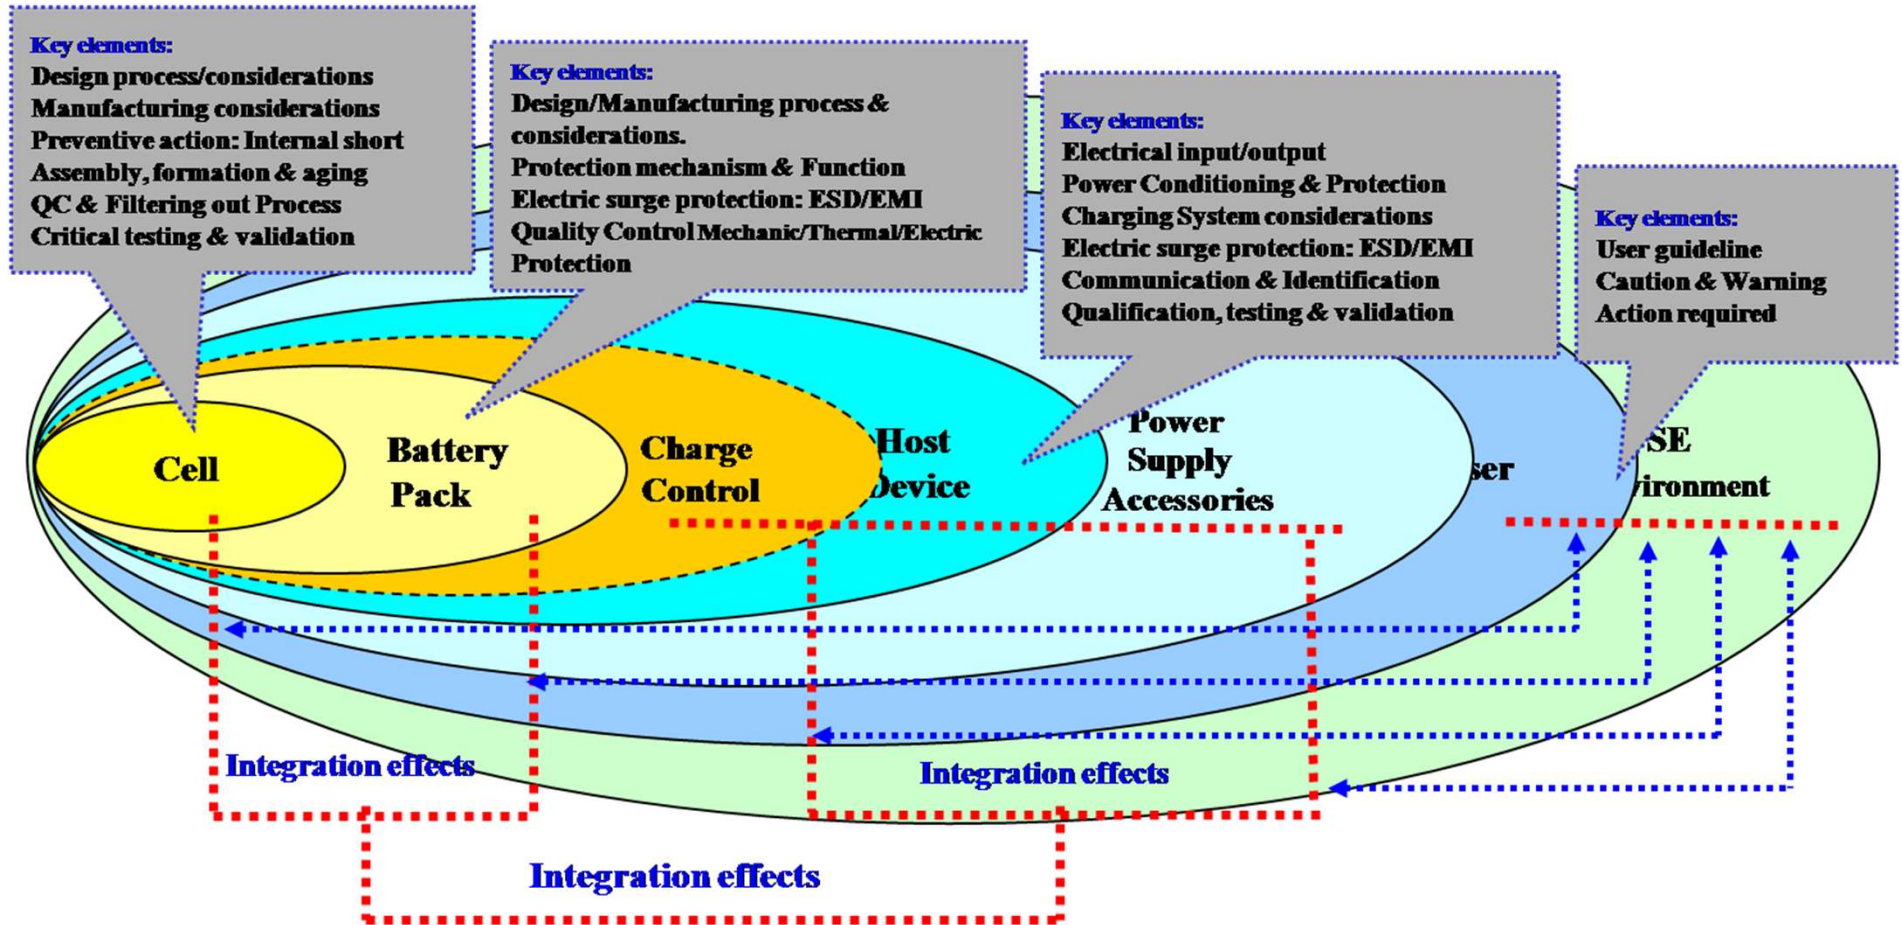 Key elements:
Design process/considerations
Manufacturing considerations
Preventive action: Internal short
Assembly, formation & aging
QC & Filtering out Process
Critical testing & validation
Key elements:
Design/Manufacturing process &
considerations.
Protection mechanism & Function
Electric surge protection: ESD/EMI
Quality Control Mechanic/Thermal/Electric
Protection
Key elements:
Electrical input/output
Power Conditioning & Protection
Charging System considerations
Electric surge protection: ESD/EMI
Communication & Identification
Qualification, testing & validation
Key elements:
User guideline
Caution & Warning
Action required
Cell
Battery
Pack
Charge
Control
Host
Device
Power
Supply
Accessories
ser
SE
vironment
Integration effects
Integration effects
Integration effects